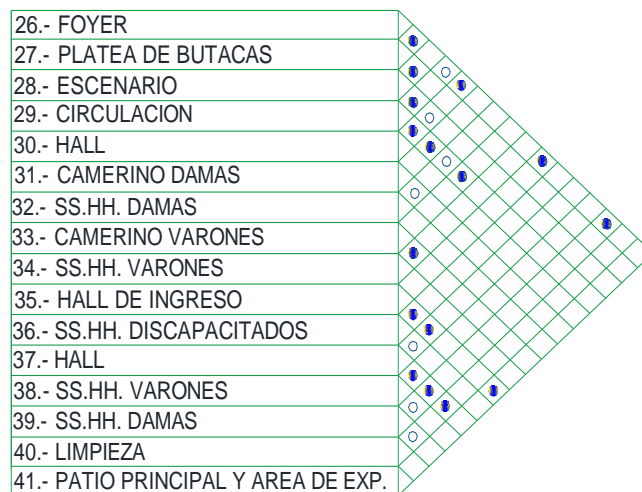 26.- FOYER
27.- PLATEA DE BUTACAS
28.- ESCENARIO
29.- CIRCULACION
30.- HALL
31.- CAMERINO DAMAS
32.- SS.HH. DAMAS
33.- CAMERINO VARONES
34.- SS.HH. VARONES
35.- HALL DE INGRESO
36.- SS.HH. DISCAPACITADOS
37.- HALL
38.- SS.HH. VARONES
39.- SS.HH. DAMAS
40.- LIMPIEZA
41.- PATIO PRINCIPAL Y AREA DE EXP.